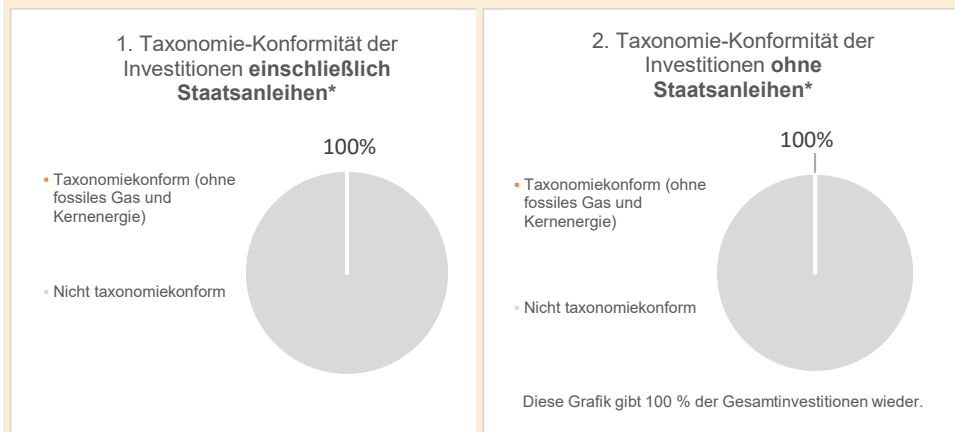 1. Taxonomie-Konformität der
Investitionen einschließlich
Staatsanleihen*
100%
Taxonomiekonform (ohne
fossiles Gas und
Kernenergie)
Nicht taxonomiekonform
2. Taxonomie-Konformität der
Investitionen ohne
Staatsanleihen*
100%
Taxonomiekonform (ohne
fossiles Gas und
Kernenergie)
Nicht taxonomiekonform
Diese Grafik gibt 100 % der Gesamtinvestitionen wieder.